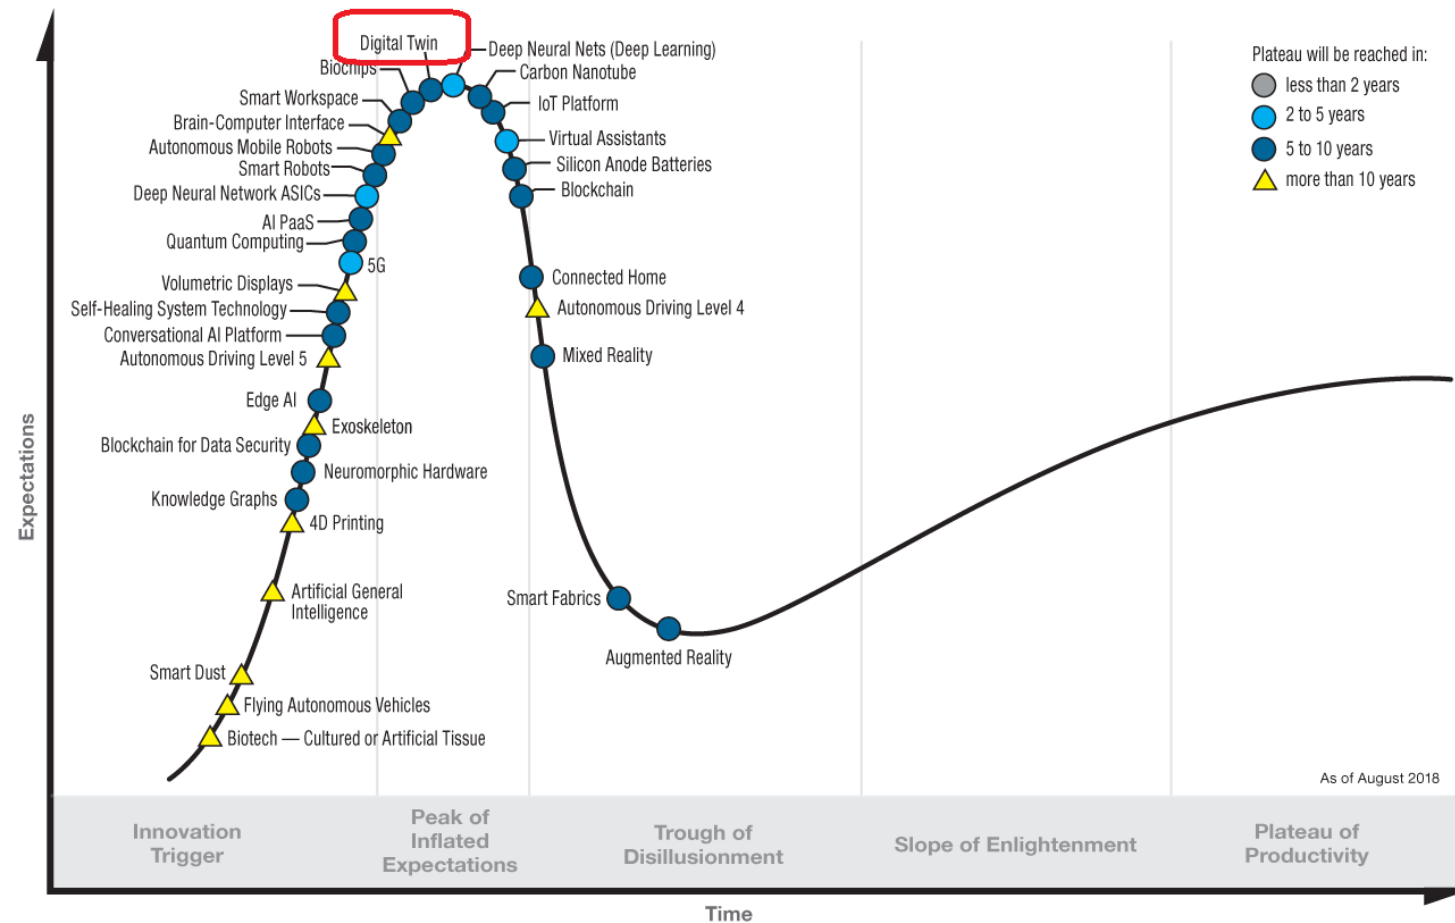 Digital Twin
Deep Neural Nets (Deep Learning)
Biochips
Carbon Nanotube
Smart Workspace
IoT Platform
Brain-Computer Interface
Virtual Assistants
Autonomous Mobile Robots
Silicon Anode Batteries
Smart Robots
Blockchain
Deep Neural Network ASICs
AI PaaS
Quantum Computing
5G
Connected Home
Volumetric Displays
Autonomous Driving Level 4
Self-Healing System Technology
Conversational AI Platform
Mixed Reality
Autonomous Driving Level 5
Edge AI
Exoskeleton
Blockchain for Data Security
Neuromorphic Hardware
Knowledge Graphs
4D Printing
Artificial General
Intelligence
Smart Fabrics
Augmented Reality
Smart Dust
Flying Autonomous Vehicles
Biotech — Cultured or Artificial Tissue
Plateau will be reached in:
less than 2 years
2 to 5 years
5 to 10 years
more than 10 years
As of August 2018
Expectations
Innovation
Trigger
Peak of
Inflated
Expectations
Trough of
Disillusionment
Slope of Enlightenment
Plateau of
Productivity
Time